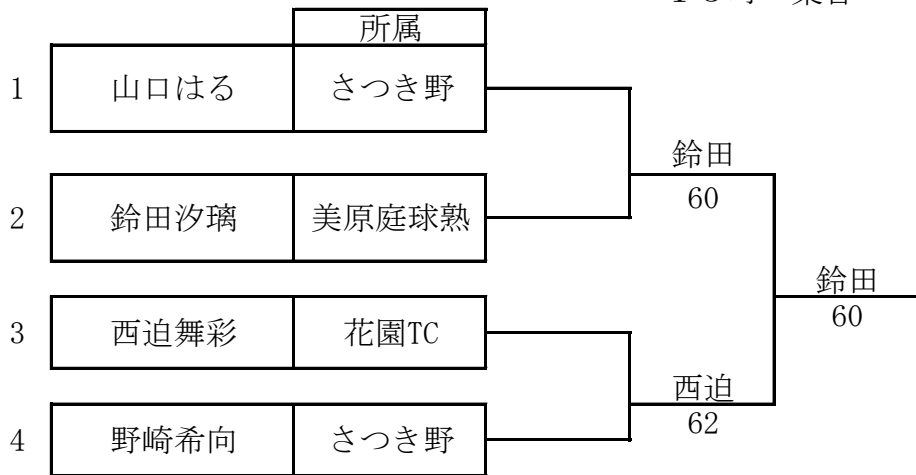 所属
1 山口はる さつき野
鈴田
60
2 鈴田汐璃 美原庭球熟
鈴田
60
3 西迫舞彩 花園TC
西迫
62
4 野崎希向 さつき野